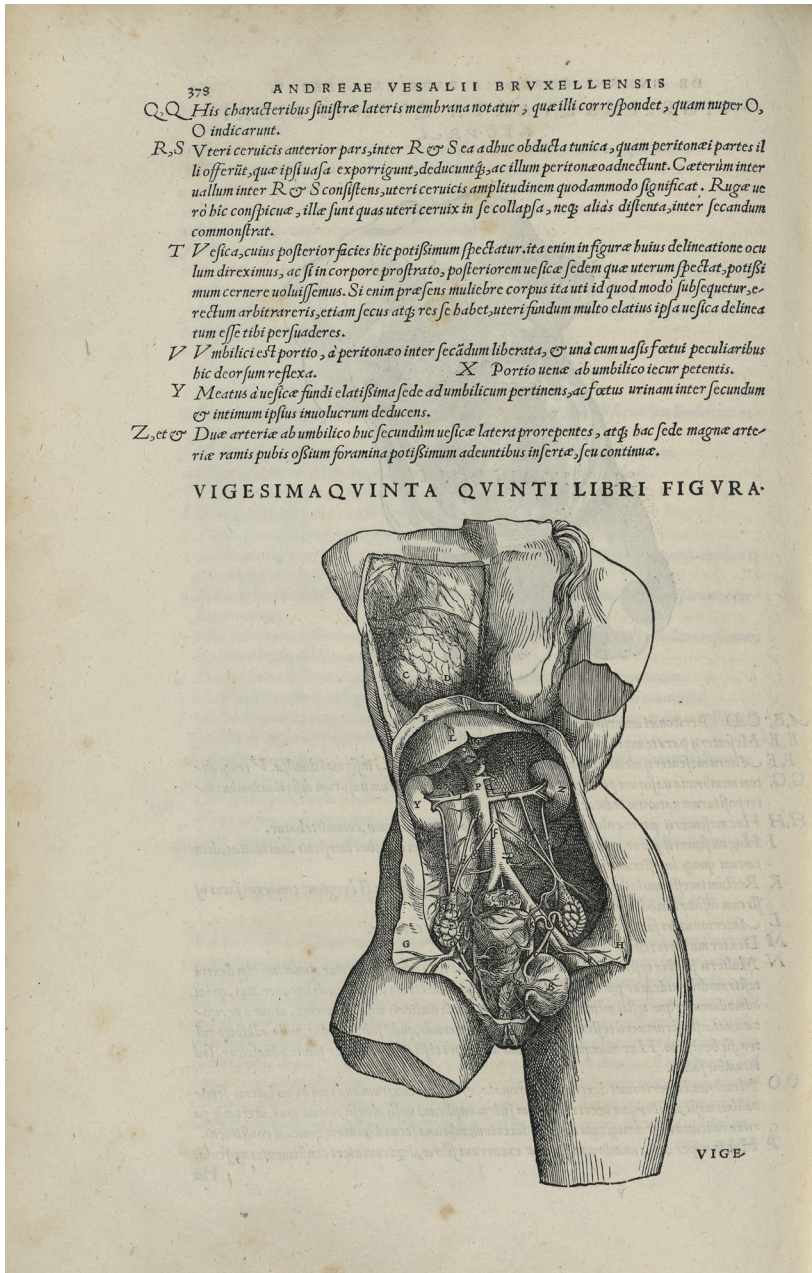 378 ANDREAE VESALII BRVXELLENSIS
Q,Q His characteribus sinistræ lateris membrana notatur, quæ illi correspondet, quam nuper O,
O indicarunt.
R,S Vteri ceruicis anterior pars, inter R & S ea adhuc obducta tunica, quam peritonæi partes il
li offerũt, quæ ipsi uasa exporrigunt, deducuntq́;, ac illum peritonæo adnectunt. Cæterùm inter
uallum inter R & S consistens, uteri ceruicis amplitudinem quodammodo significat. Rugæ ue
rò hic conspicuæ, illæ sunt quas uteri ceruix in se collapsa, neq; aliàs distenta, inter secandum
commonstrat.
T Vesica, cuius posterior facies hic potißimum spectatur. ita enim in figuræ huius delineatione ocu
lum direximus, ac si in corpore prostrato, posteriorem uesicæ sedem quæ uterum spectat, potißi
mum cernere uoluissemus. Si enim præsens muliebre corpus ita uti id quod modò subsequetur, e-
rectum arbitrareris, etiam secus atq; res se habet, uteri fundum multo elatius ipsa uesica delinea
tum esse tibi persuaderes.
V Vmbilici est portio, à peritonæo inter secãdum liberata, & unà cum uasis fœtui peculiaribus
hic deorsum reflexa. X Portio uenæ ab umbilico iecur petentis.
Y Meatus à uesicæ fundi elatißima sede ad umbilicum pertinens, ac fœtus urinam inter secundum
& intimum ipsius inuolucrum deducens.
Z, et & Duæ arteriæ ab umbilico huc secundùm uesicæ latera prorepentes, atq; hac sede magnæ arte-
riæ ramis pubis oßium foramina potißimum adeuntibus insertæ, seu continuæ.
VIGESIMAQVINTA QVINTI LIBRI FIGVRA.
C D
F
L
P
Y Z
G H
B
VIGE-